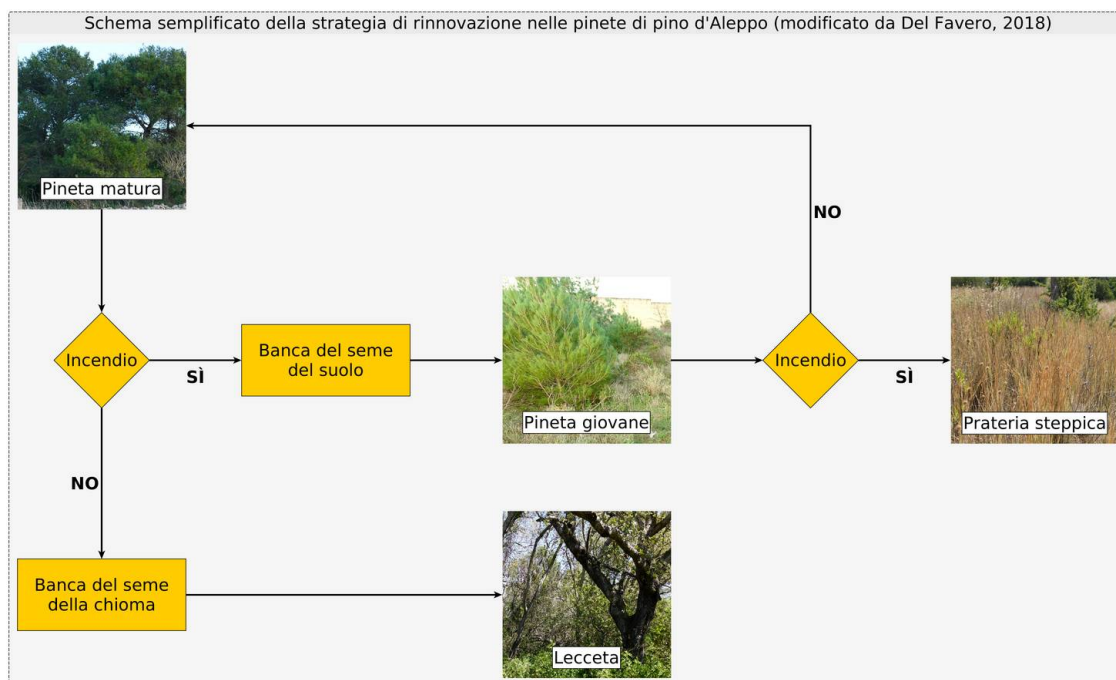 Schema semplificato della strategia di rinnovazione nelle pinete di pino d'Aleppo (modificato da Del Favero, 2018)
Pineta matura
NO
Incendio
SÌ
Banca del seme
del suolo
Pineta giovane
Incendio
SÌ
Prateria steppica
NO
Banca del seme
della chioma
Lecceta